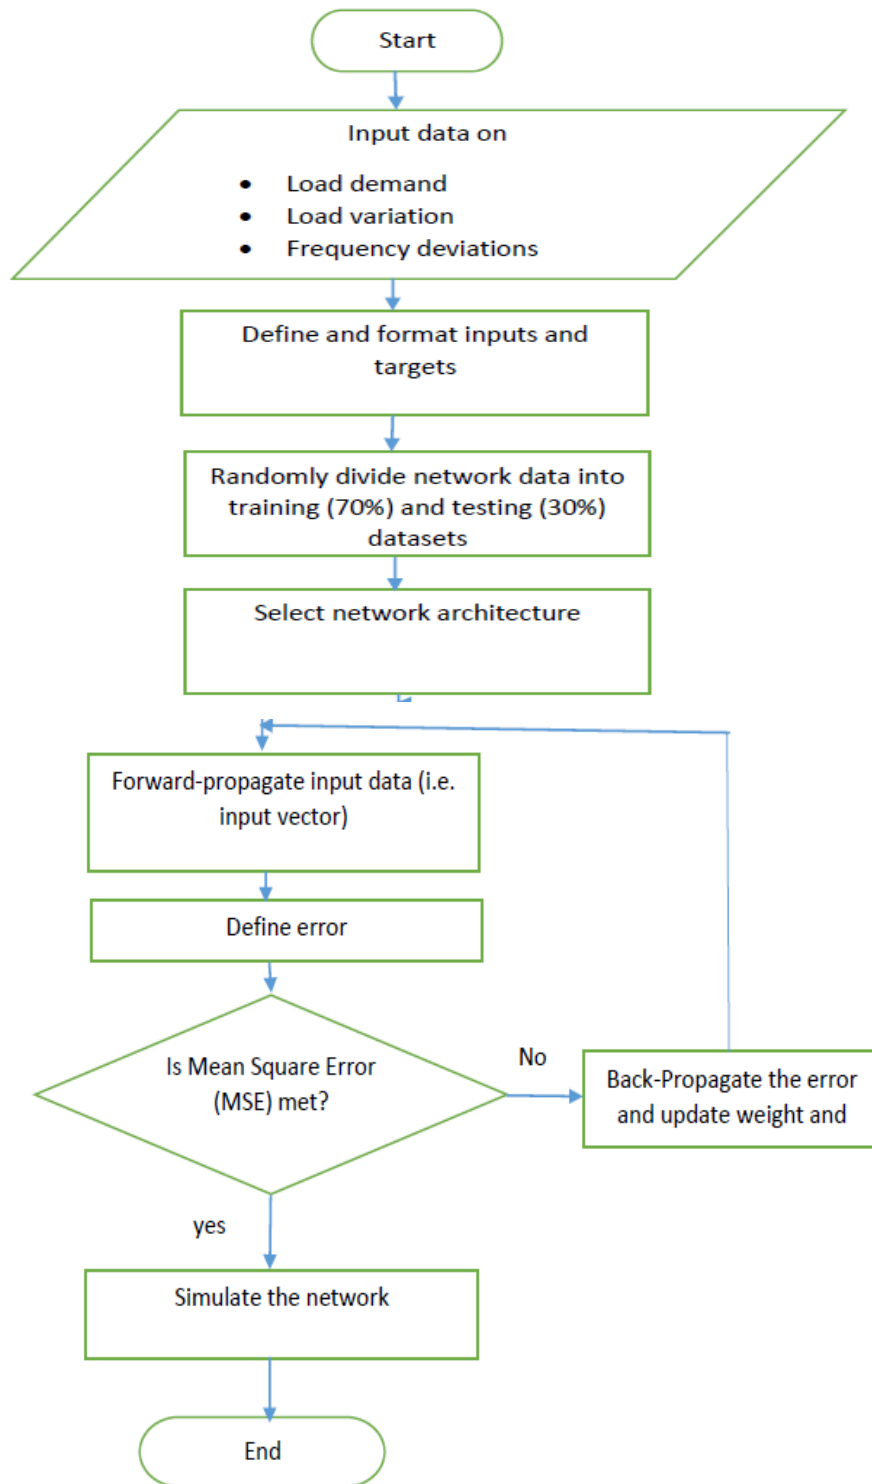 Start
Input data on
• Load demand
• Load variation
• Frequency deviations
Define and format inputs and
targets
Randomly divide network data into
training (70%) and testing (30%)
datasets
Select network architecture
Forward-propagate input data (i.e.
input vector)
Define error
Is Mean Square Error
(MSE) met?
No
Back-Propagate the error
and update weight and
yes
Simulate the network
End